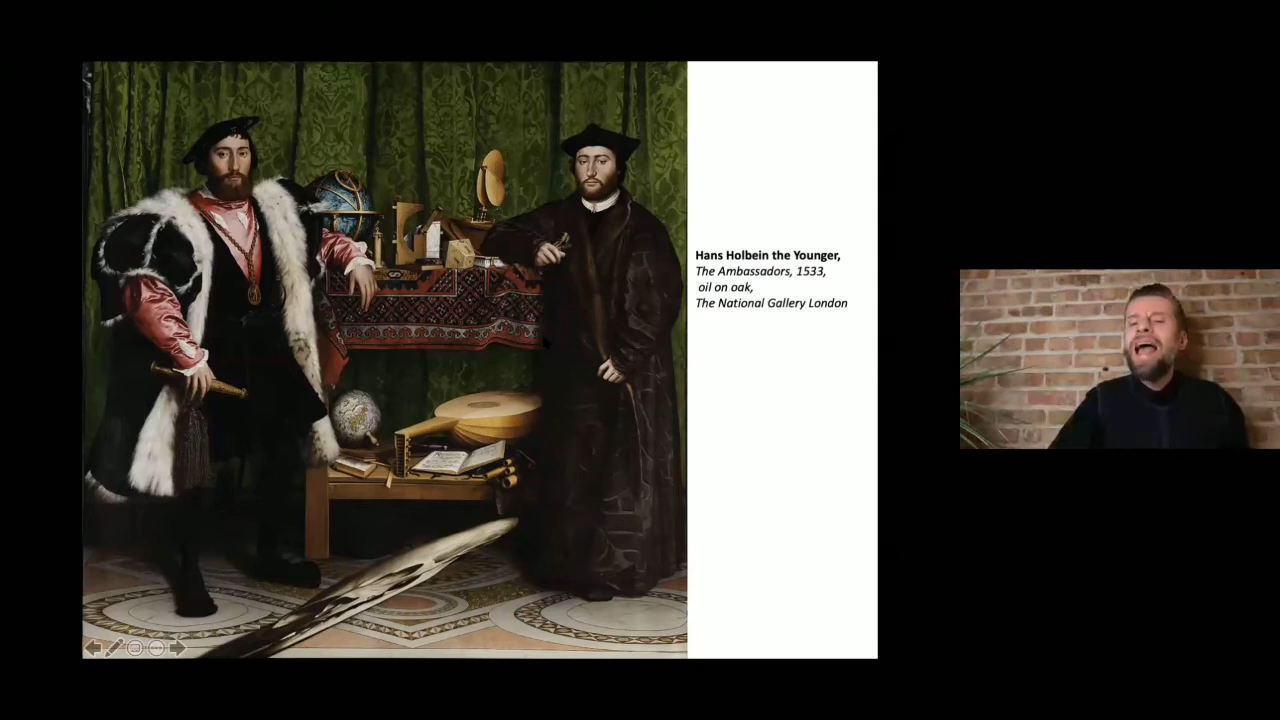 Hans Holbein the Younger,
The Ambassadors, 1533,
oil on oak,
The National Gallery London